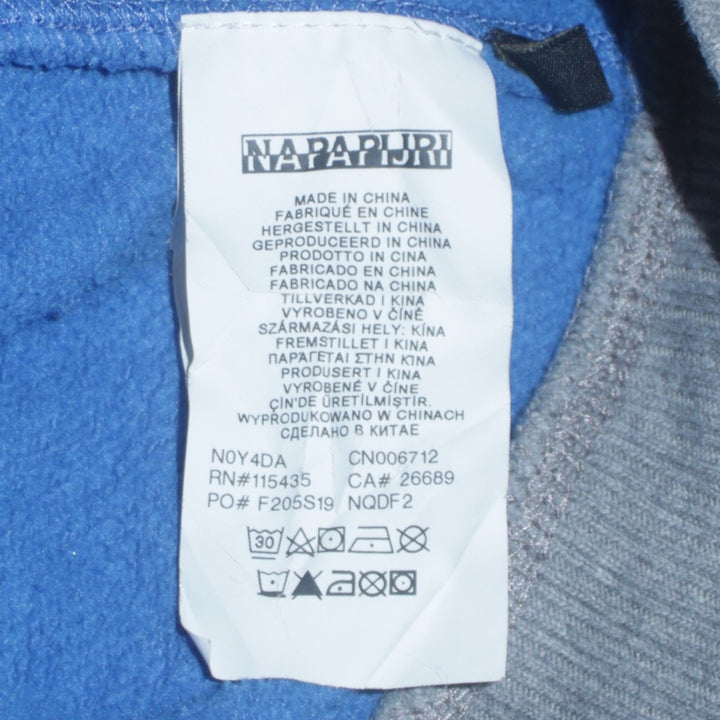 NAPAPIJRI
MADE IN CHINA
FABRIQUÉ EN CHINE
HERGESTELLT IN CHINA
GEPRODUCEERD IN CHINA
PRODOTTO IN CINA
FABRICADO EN CHINA
FABRICADO NA CHINA
TILLVERKAD I KINA
VYROBENO V ČÍNĚ
SZÁRMAZÁSI HELY: KÍNA
FREMSTILLET I KINA
ΠΑΡΑΓΕΤΑΙ ΣΤΗΝ ΚΙΝΑ
PRODUSERT I KINA
VYROBENÉ V ČÍNE
ÇİN'DE ÜRETİLMİŞTİR.
WYPRODUKOWANO W CHINACH
СДЕЛАНО В КИТАЕ
N0Y4DA CN006712
RN#115435 CA# 26689
PO# F205S19 NQDF2
30